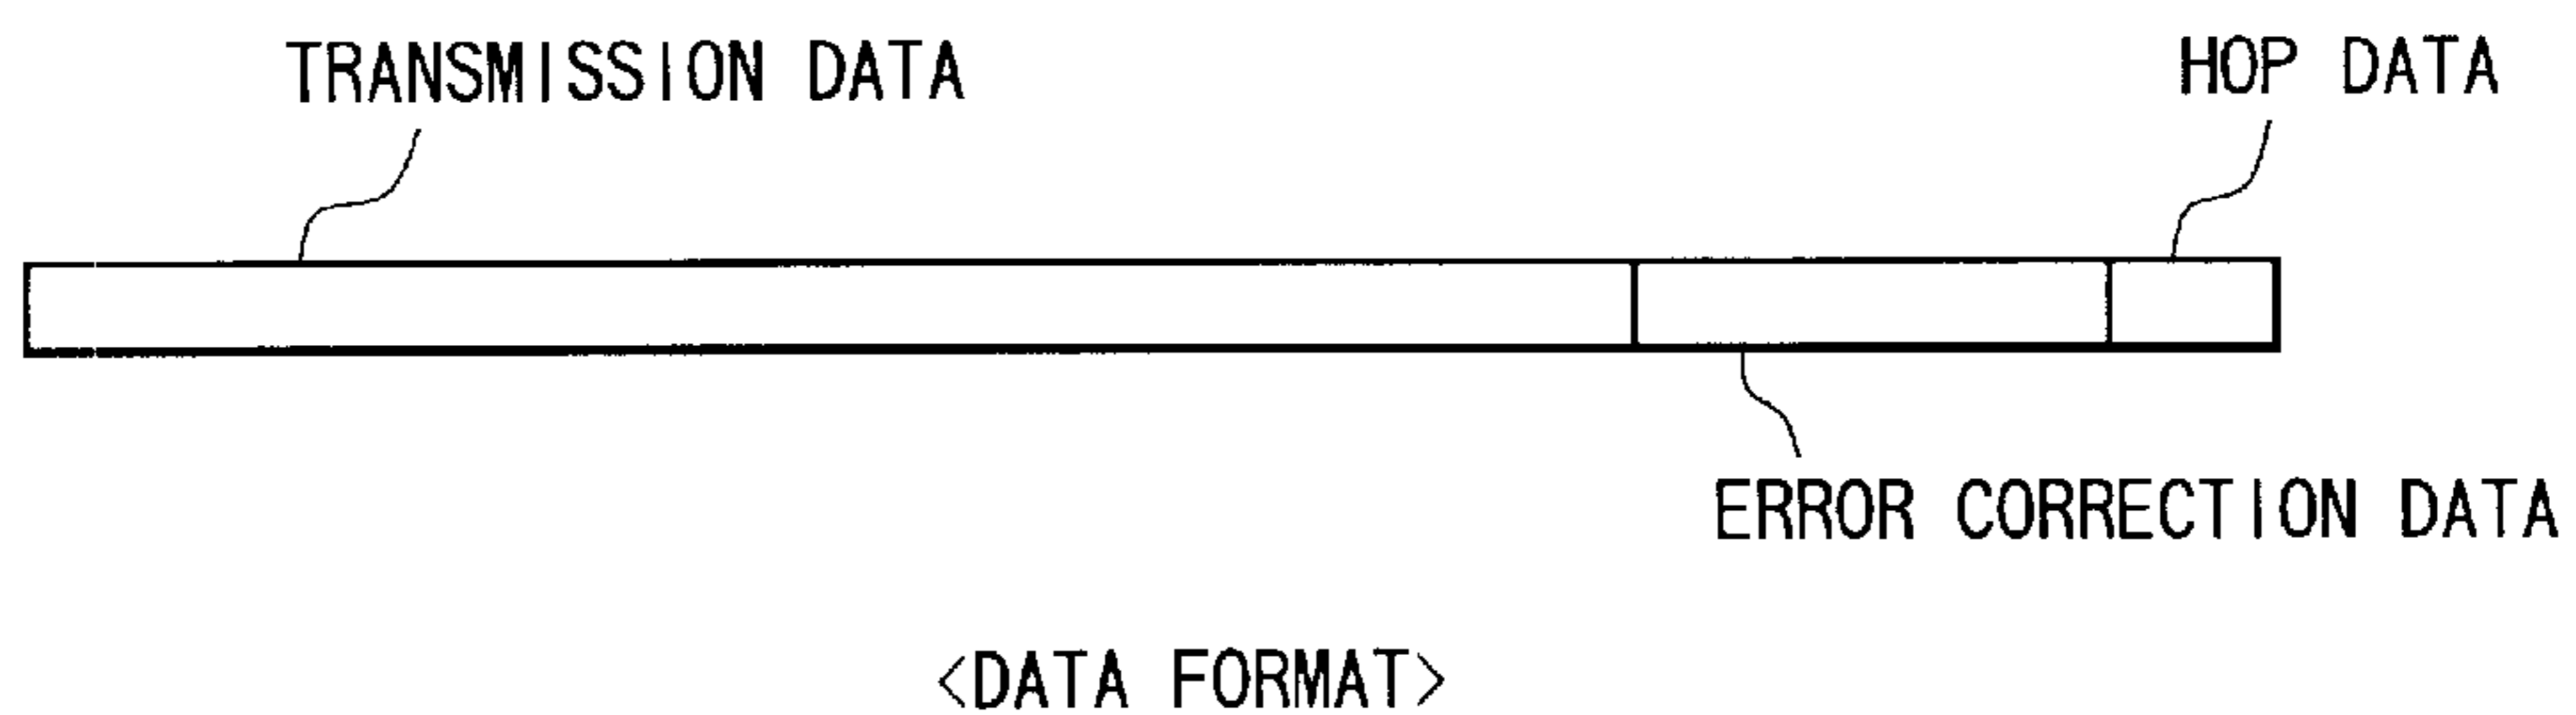 TRANSMISSION DATA
HOP DATA
ERROR CORRECTION DATA
<DATA FORMAT>